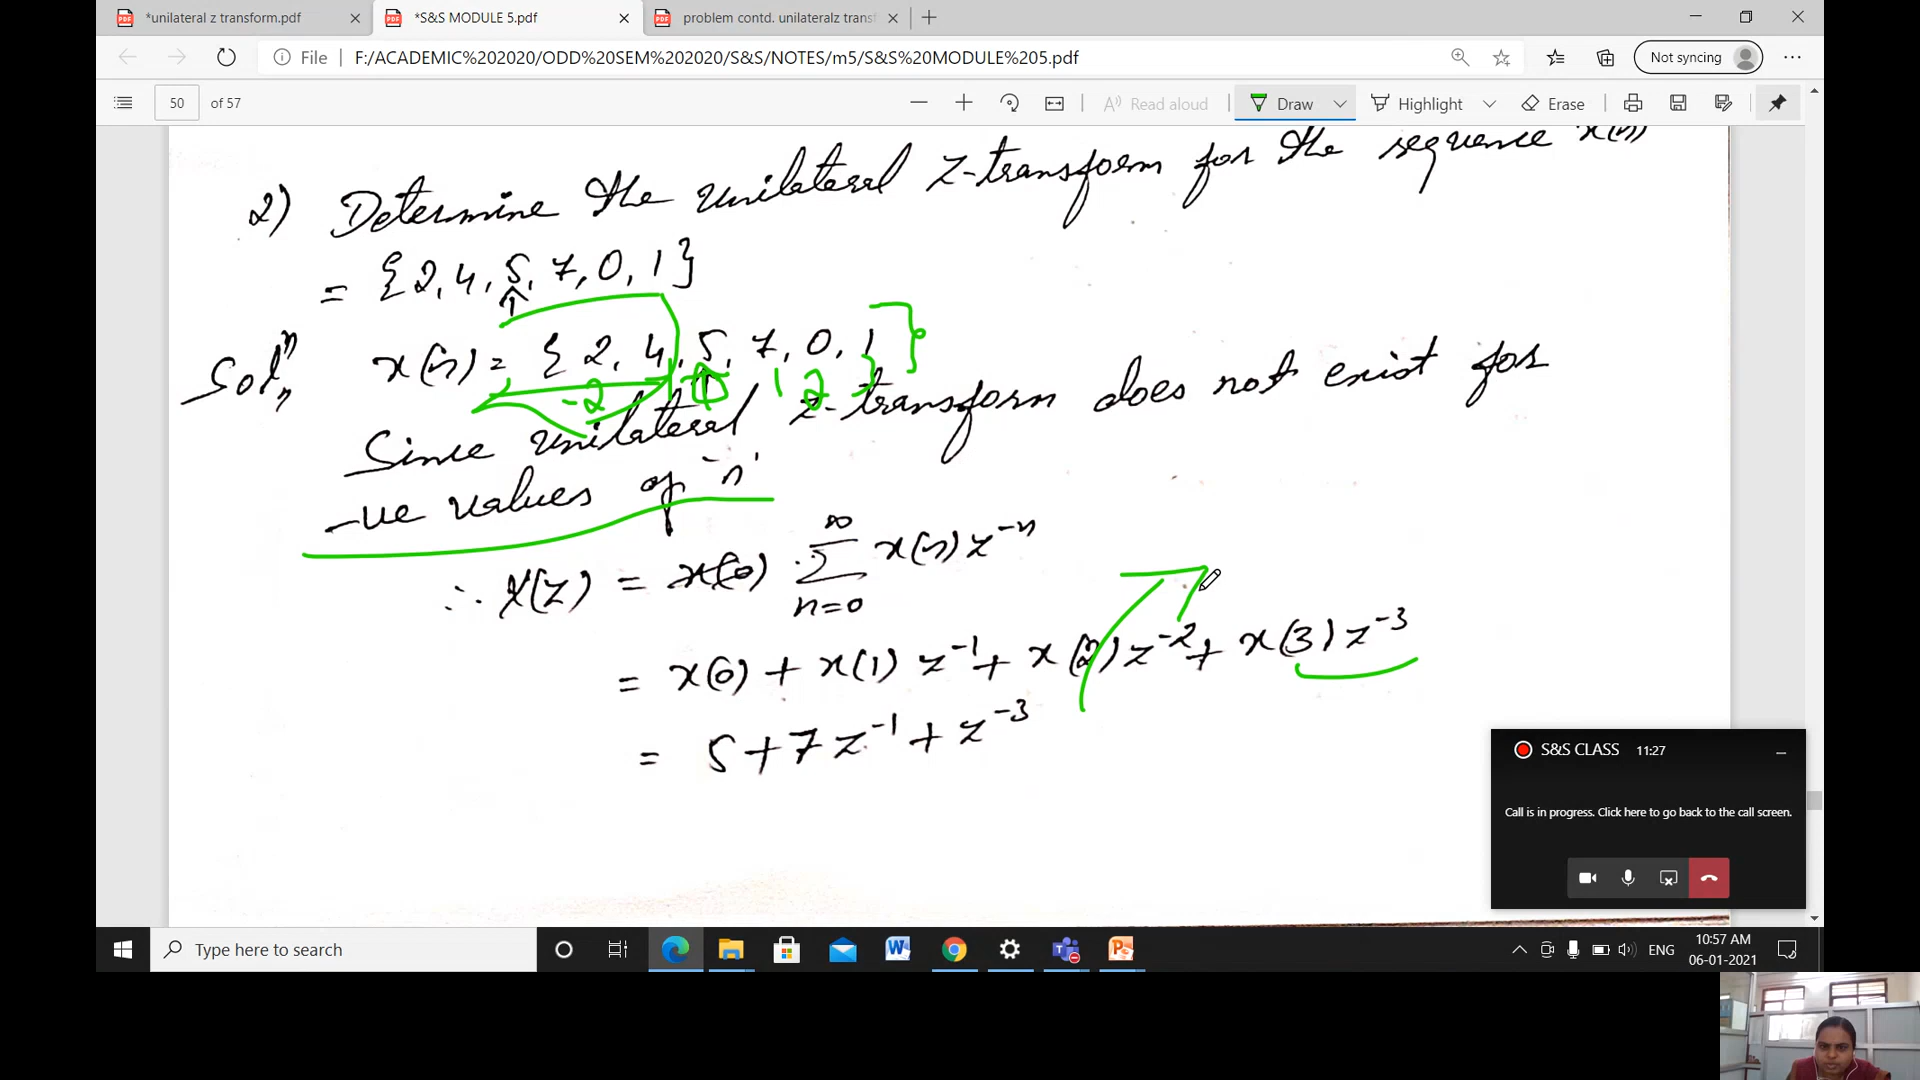 *unilateral z transform.pdf
*S&S MODULE 5.pdf
problem contd. unilateralz transf
File | F:/ACADEMIC%202020/ODD%20SEM%202020/S&S/NOTES/m5/S&S%20MODULE%205.pdf
Not syncing
50 of 57
Read aloud
Draw
Highlight
Erase
2) Determine the unilateral Z-transform for the sequence x(n)
= {2, 4, 5, 7, 0, 1}
↑
Solⁿ x(n) = { 2, 4, 5, 7, 0, 1 }
-2 -1 ↑ 1 2 3
Since unilateral z-transform does not exist for
-ve values of 'n'
∴ X(z) = x(0) ∑ x(n) z⁻ⁿ
∞
n=0
= x(0) + x(1) z⁻¹ + x(2) z⁻² + x(3) z⁻³
= 5 + 7 z⁻¹ + z⁻³
S&S CLASS 11:27
Call is in progress. Click here to go back to the call screen.
Type here to search
ENG
10:57 AM
06-01-2021